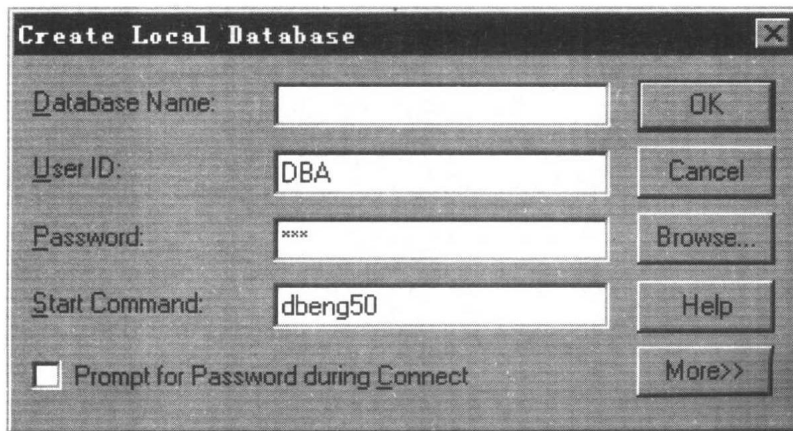 Create Local Database
Database Name:
OK
User ID:
DBA
Cancel
Password:
***
Browse...
Start Command:
dbeng50
Help
Prompt for Password during Connect
More>>